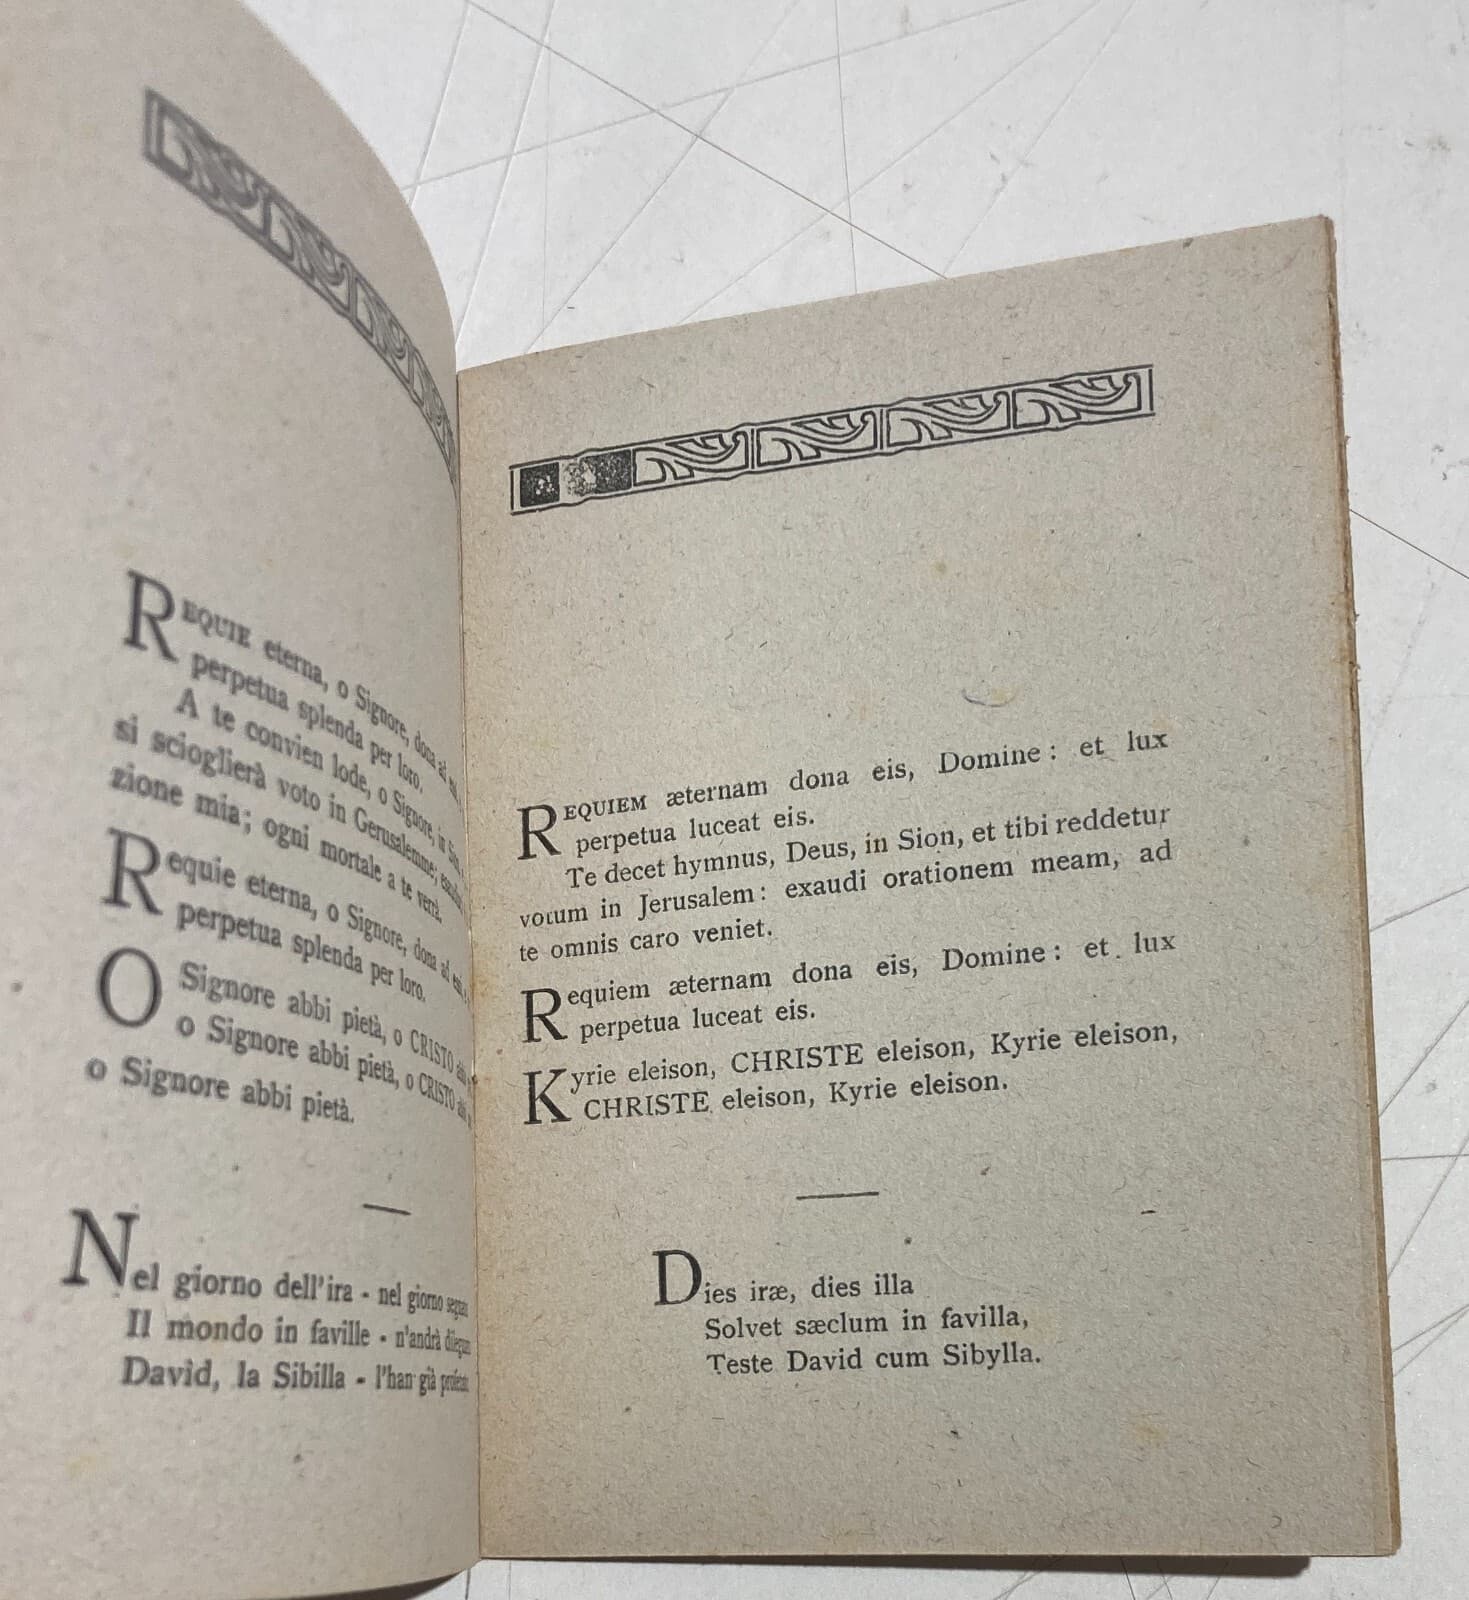 REQUIE eterna, o Signore, dona ad
perpetua splenda per loro.
A te convien lode, o Signore, in
si scioglierà voto in Gerusalemme;
zione mia; ogni mortale a te verrà.
Requie eterna, o Signore, dona ad
perpetua splenda per loro.
O Signore abbi pietà, o CRISTO
o Signore abbi pietà, o CRISTO
o Signore abbi pietà.
Nel giorno dell'ira - nel giorno
Il mondo in faville - n'andrà
David, la Sibilla - l'han già
REQUIEM æternam dona eis, Domine: et lux
perpetua luceat eis.
Te decet hymnus, Deus, in Sion, et tibi reddetur
votum in Jerusalem: exaudi orationem meam, ad
te omnis caro veniet.
Requiem æternam dona eis, Domine: et lux
perpetua luceat eis.
Kyrie eleison, CHRISTE eleison, Kyrie eleison,
CHRISTE eleison, Kyrie eleison.
Dies iræ, dies illa
Solvet sæclum in favilla,
Teste David cum Sibylla.